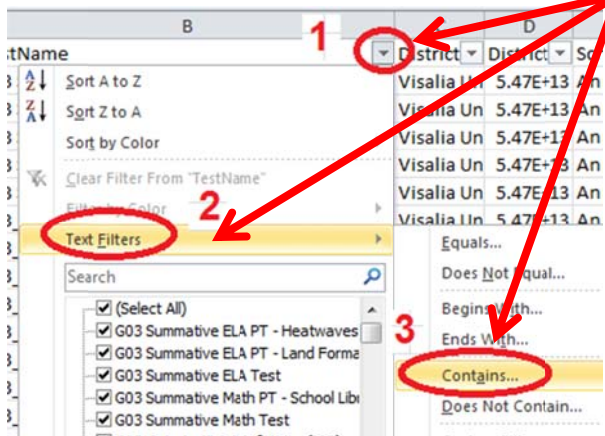 B D
1
tName District District Sc
Sort A to Z Visalia Un 5.47E+13 An
Sort Z to A Visalia Un 5.47E+13 An
Sort by Color Visalia Un 5.47E+13 An
Visalia Un 5.47E+13 An
Clear Filter From "TestName" Visalia Un 5.47E+13 An
Filter by Color 2 Visalia Un 5.47E+13 An
Text Filters
Equals...
Search Does Not Equal...
(Select All) Begins With...
G03 Summative ELA PT - Heatwaves 3 Ends With...
G03 Summative ELA PT - Land Forma
G03 Summative ELA Test Contains...
G03 Summative Math PT - School Libr
G03 Summative Math Test Does Not Contain...